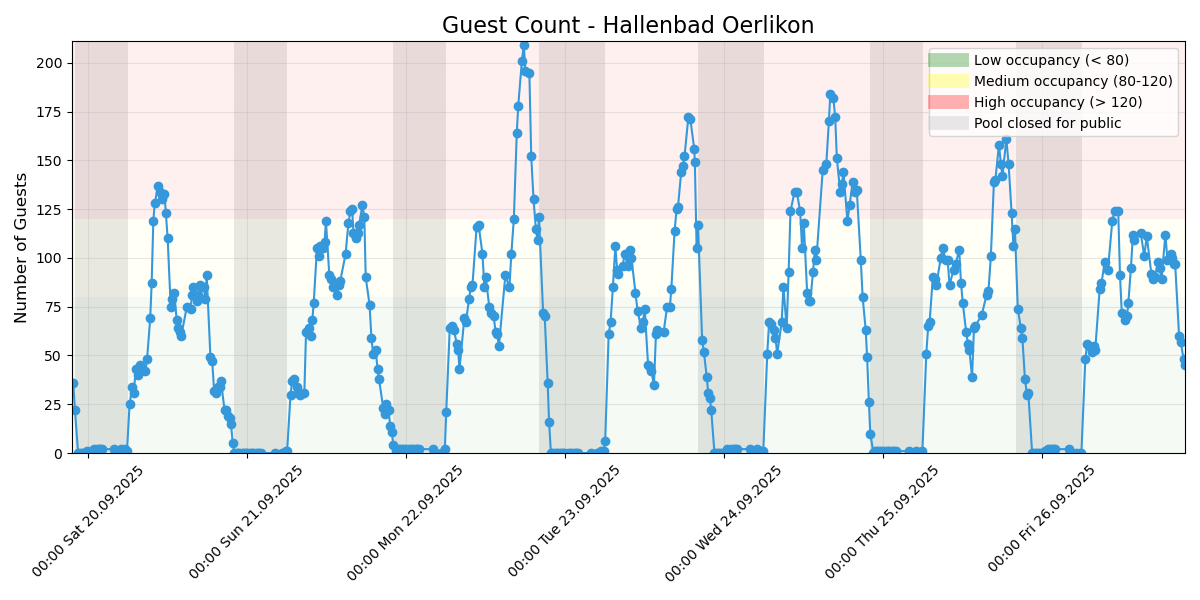 Guest Count - Hallenbad Oerlikon
Number of Guests
200
175
150
125
100
75
50
25
0
Low occupancy (< 80)
Medium occupancy (80-120)
High occupancy (> 120)
Pool closed for public
00:00 Sat 20.09.2025
00:00 Sun 21.09.2025
00:00 Mon 22.09.2025
00:00 Tue 23.09.2025
00:00 Wed 24.09.2025
00:00 Thu 25.09.2025
00:00 Fri 26.09.2025